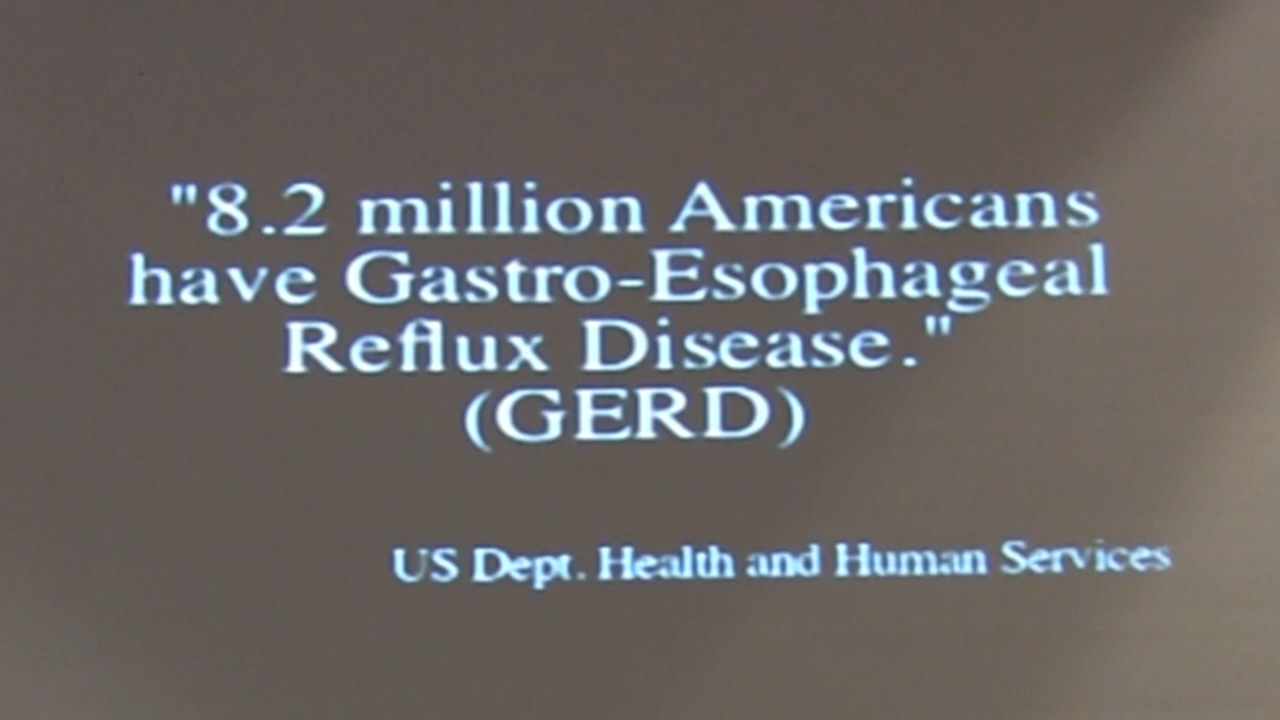 "8.2 million Americans
have Gastro-Esophageal
Reflux Disease."
(GERD)
US Dept. Health and Human Services